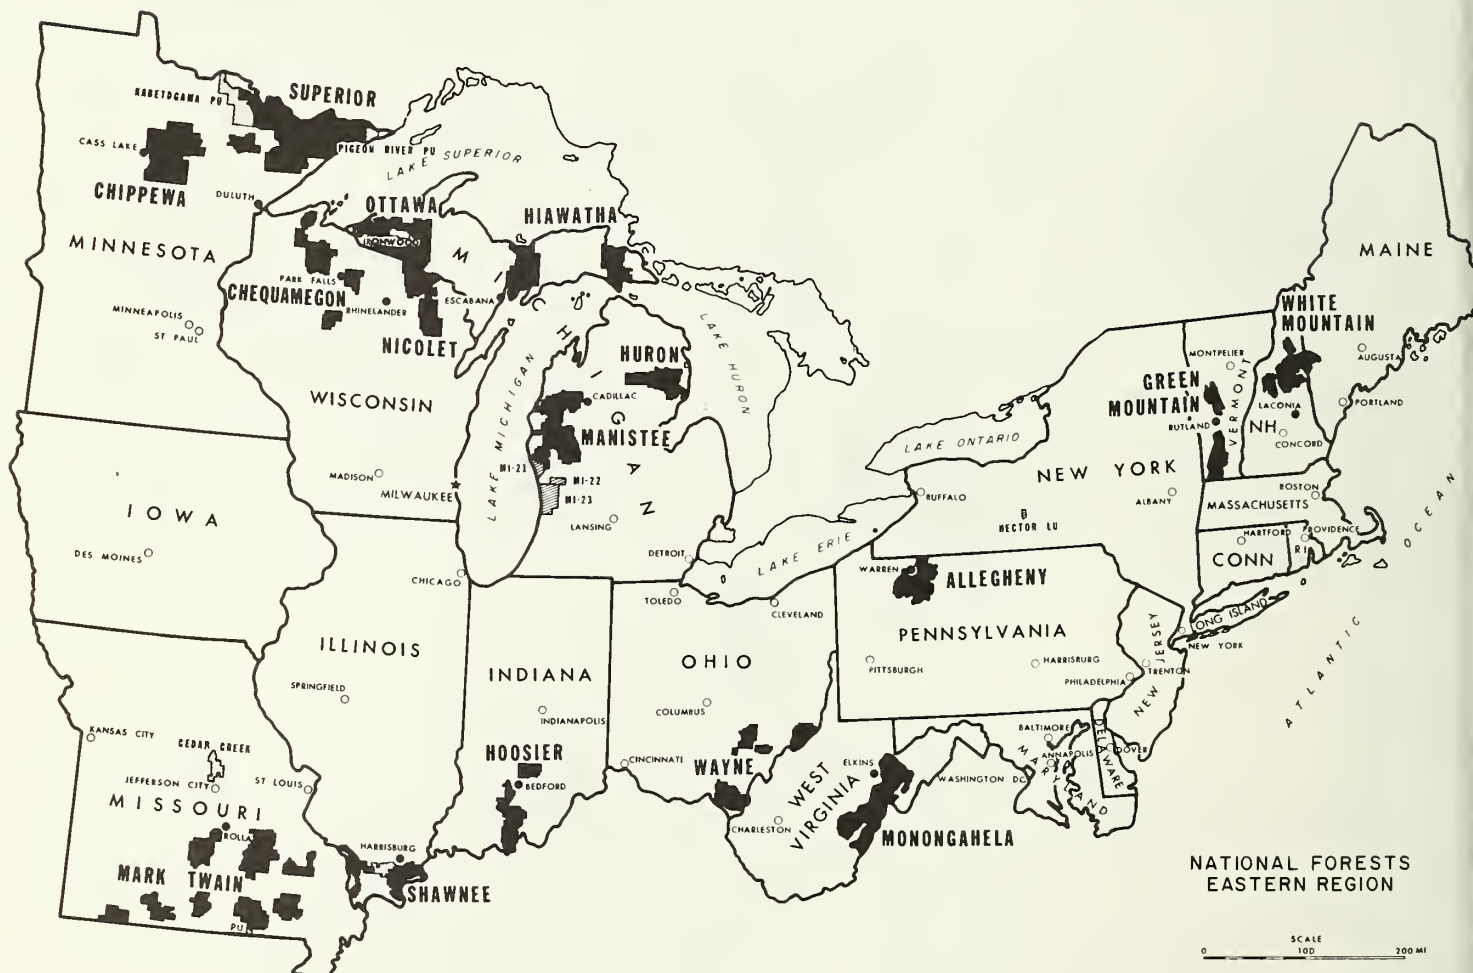 KABETOGAMA PU
SUPERIOR
CASS LAKE
PIGEON RIVER PU
LAKE SUPERIOR
CHIPPEWA
DULUTH
OTTAWA
HIAWATHA
MINNESOTA
IRONWOOD
MICHIGAN
MAINE
PARK FALLS
CHEQUAMEGON
ESCABANA
RHINELANDER
WHITE
MOUNTAIN
MINNEAPOLIS
ST PAUL
NICOLET
HURON
LAKE HURON
MONTPELIER
AUGUSTA
GREEN
MOUNTAIN
VERMONT
WISCONSIN
LAKE MICHIGAN
CADILLAC
LACONIA
PORTLAND
RUTLAND
NH
CONCORD
MANISTEE
LAKE ONTARIO
MI-21
MI-22
MI-23
MADISON
MILWAUKEE
NEW YORK
BUFFALO
ALBANY
BOSTON
MASSACHUSETTS
IOWA
LANSING
HECTOR LU
HARTFORD
PROVIDENCE
ATLANTIC OCEAN
DES MOINES
DETROIT
LAKE ERIE
CONN
RI
CHICAGO
WARREN
ALLEGHENY
TOLEDO
CLEVELAND
LONG ISLAND
NEW YORK
ILLINOIS
INDIANA
OHIO
PENNSYLVANIA
NEW JERSEY
PITTSBURGH
HARRISBURG
TRENTON
PHILADELPHIA
SPRINGFIELD
INDIANAPOLIS
COLUMBUS
KANSAS CITY
CEDAR CREEK
HOOSIER
BEDFORD
CINCINNATI
WAYNE
BALTIMORE
ANNAPOLIS
DELAWARE
DOVER
MARYLAND
WASHINGTON DC
ELKINS
JEFFERSON CITY
ST LOUIS
MISSOURI
WEST
VIRGINIA
CHARLESTON
MONONGAHELA
ROLLA
HARRISBURG
MARK TWAIN
SHAWNEE
NATIONAL FORESTS
EASTERN REGION
SCALE
0 100 200 MI